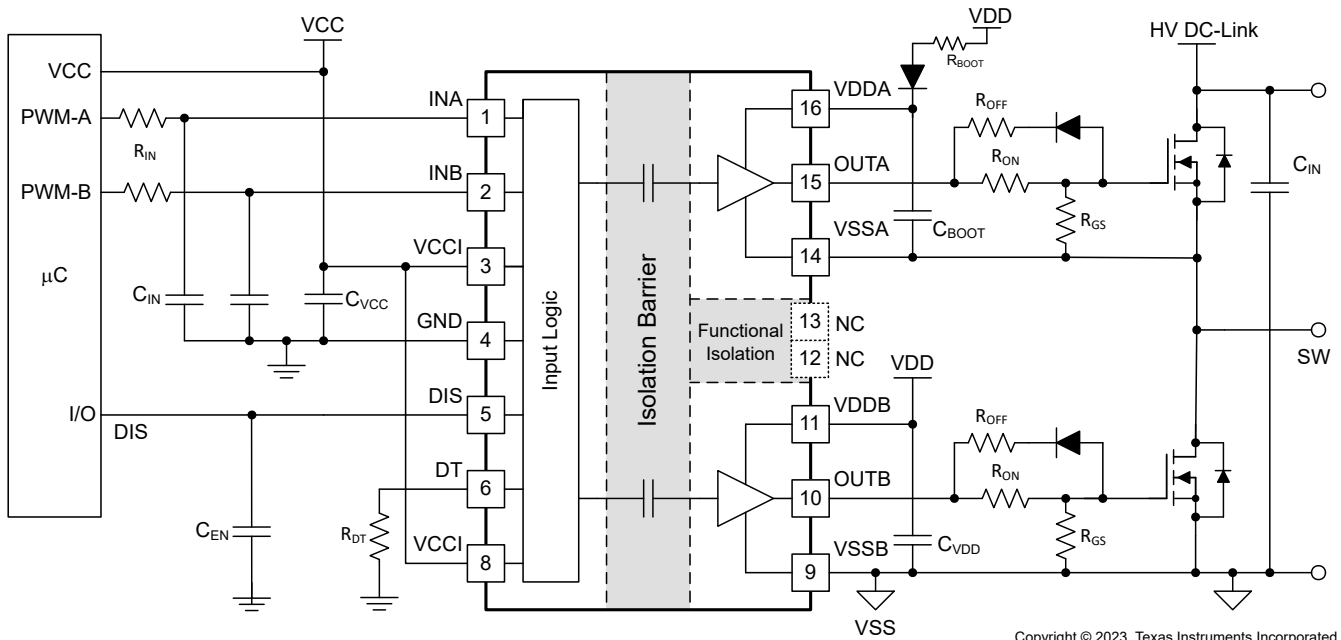 VCC
VDD
HV DC-Link
R_BOOT
VCC
PWM-A
R_IN
PWM-B
µC
I/O
DIS
C_IN
C_VCC
C_EN
R_DT
INA
1
INB
2
VCCI
3
GND
4
DIS
5
DT
6
VCCI
8
Input Logic
Isolation Barrier
Functional Isolation
VDDA
16
OUTA
15
VSSA
14
13
NC
12
NC
VDD
VDDB
11
OUTB
10
VSSB
9
C_BOOT
R_OFF
R_ON
R_GS
C_IN
SW
R_OFF
R_ON
R_GS
C_VDD
VSS
Copyright © 2023, Texas Instruments Incorporated